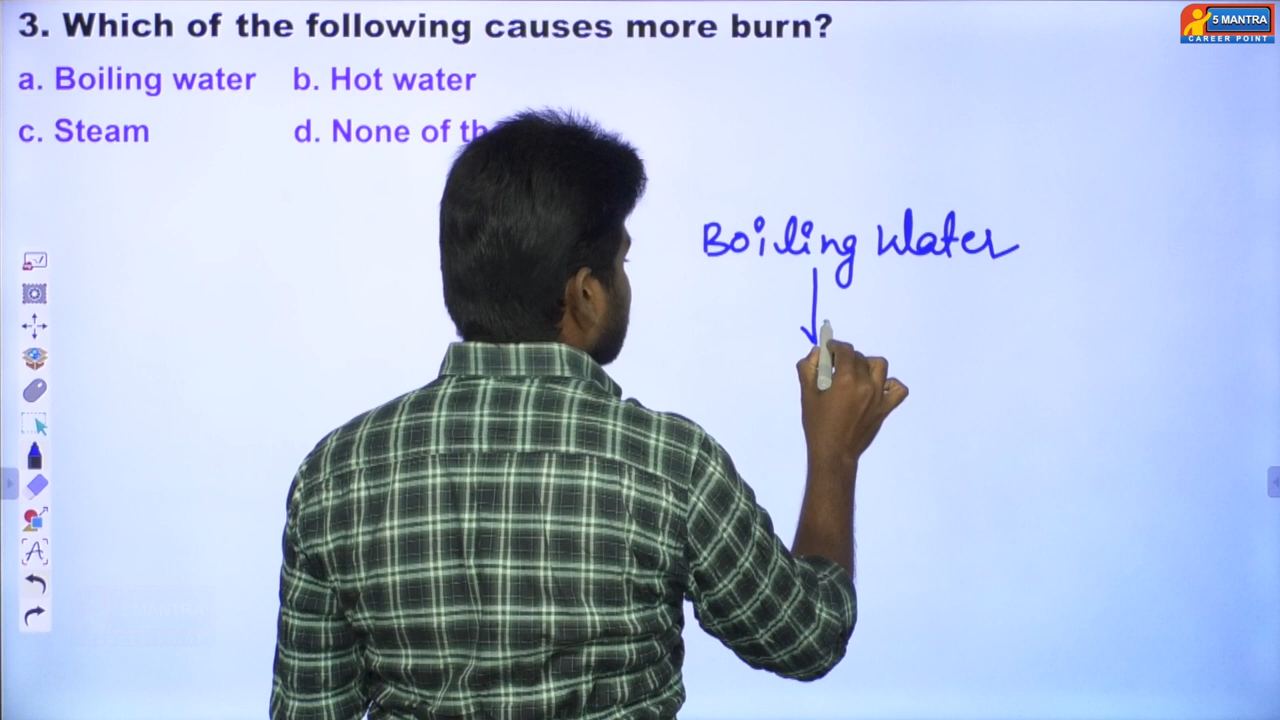 3. Which of the following causes more burn?
5 MANTRA
CAREER POINT
a. Boiling water b. Hot water
c. Steam d. None of th
Boiling Water
A